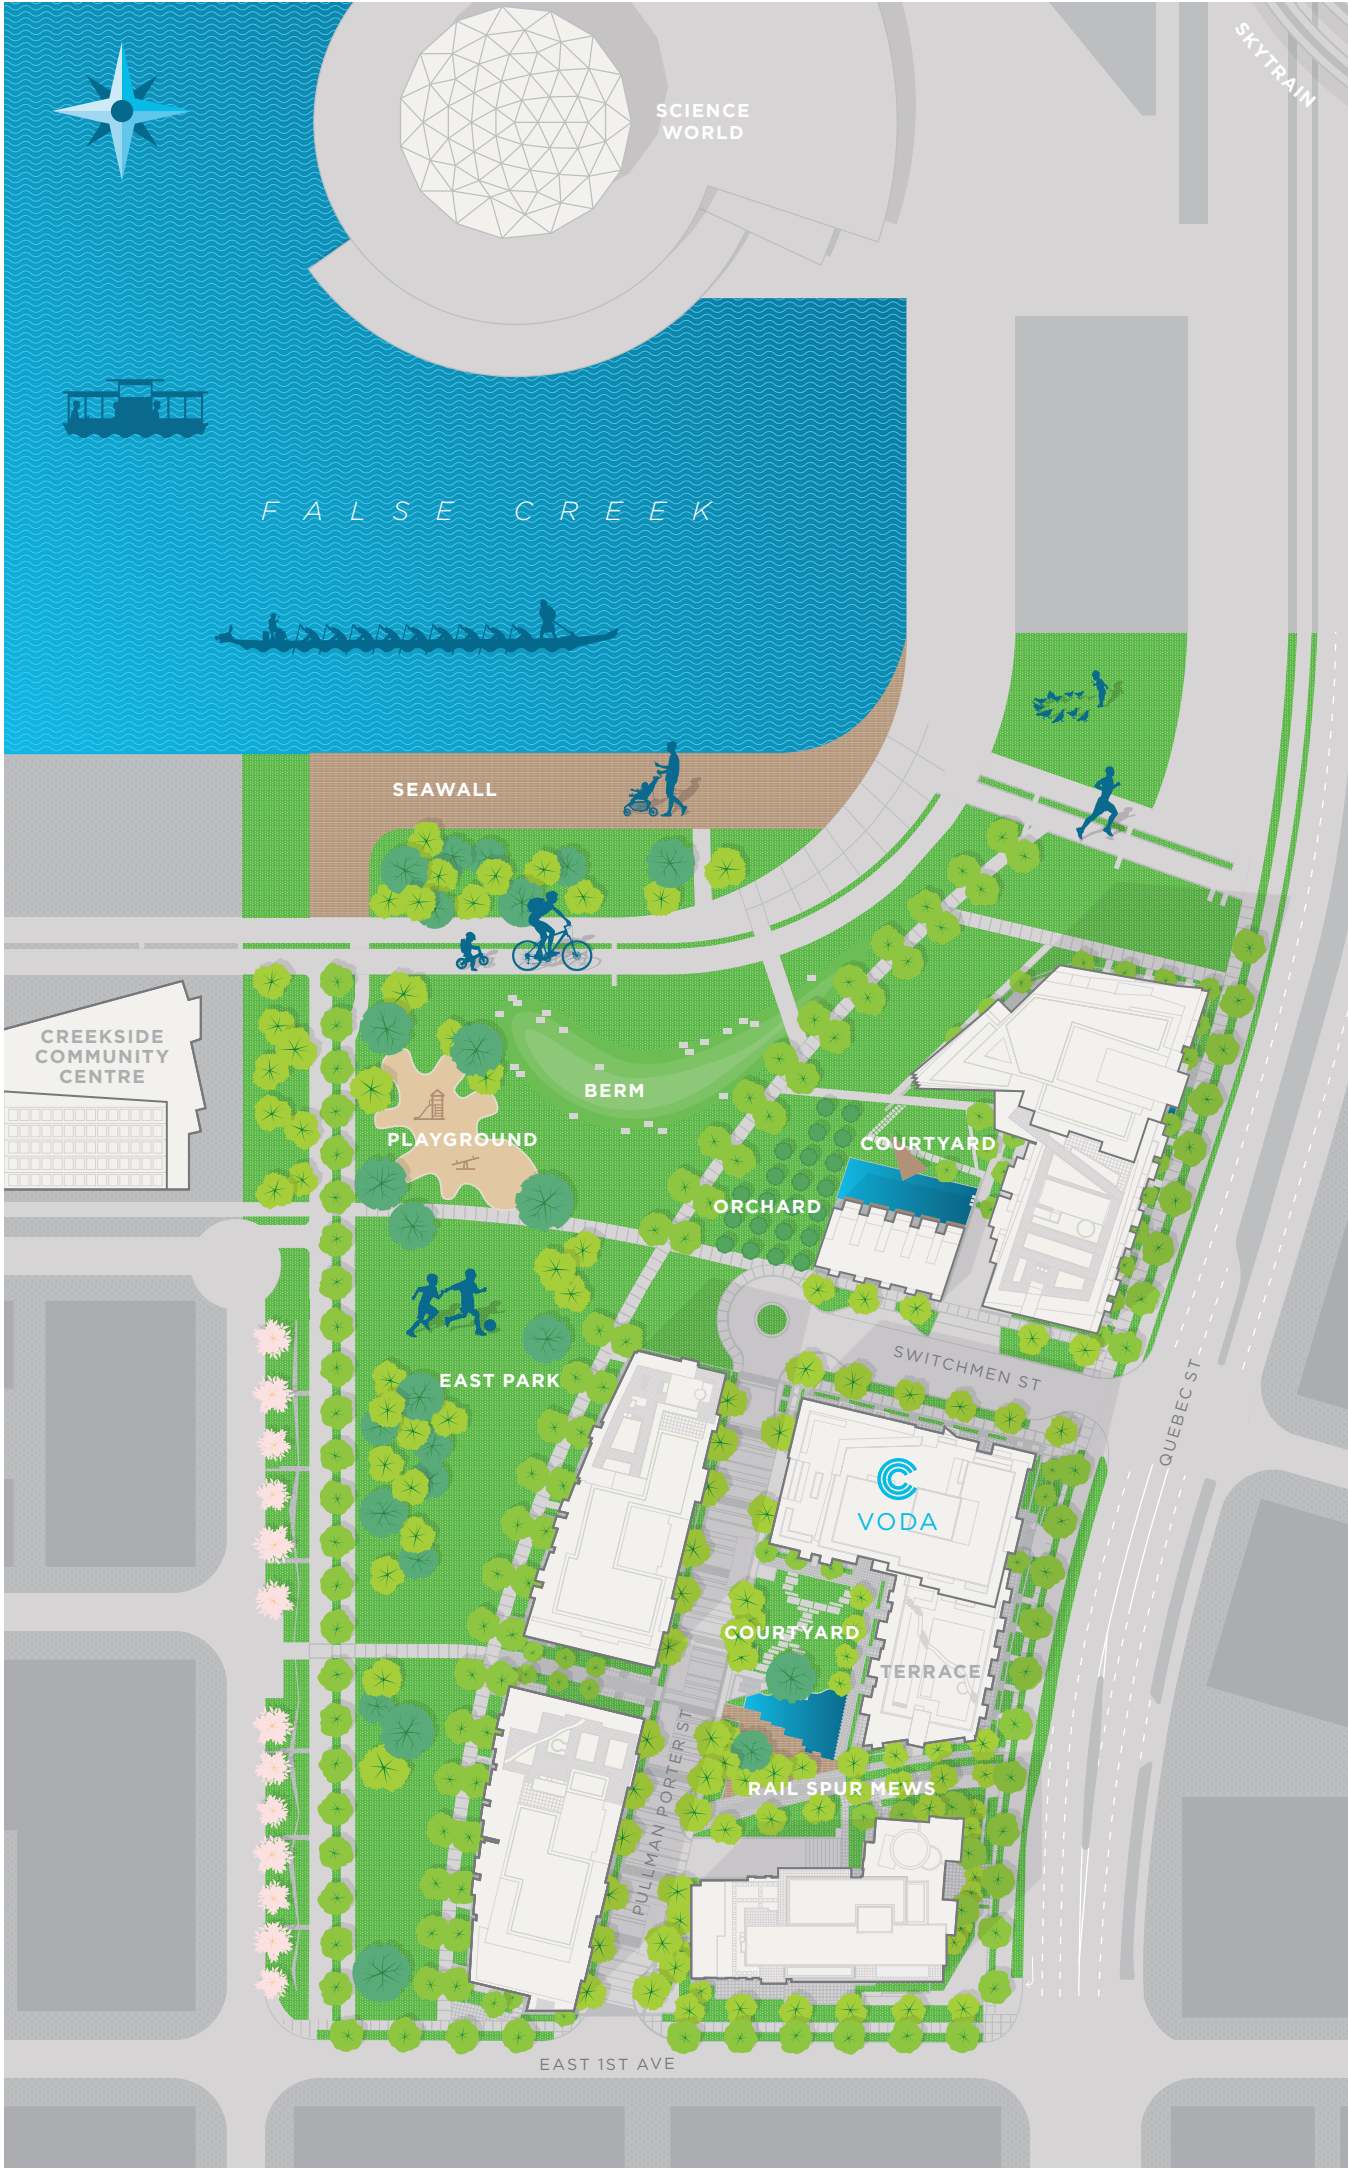 SKYTRAIN
SCIENCE
WORLD
FALSE CREEK
SEAWALL
CREEKSIDE
COMMUNITY
CENTRE
BERM
PLAYGROUND
COURTYARD
ORCHARD
SWITCHMEN ST
EAST PARK
QUEBEC ST
VODA
COURTYARD
TERRACE
PULLMAN PORTER ST
RAIL SPUR MEWS
EAST 1ST AVE